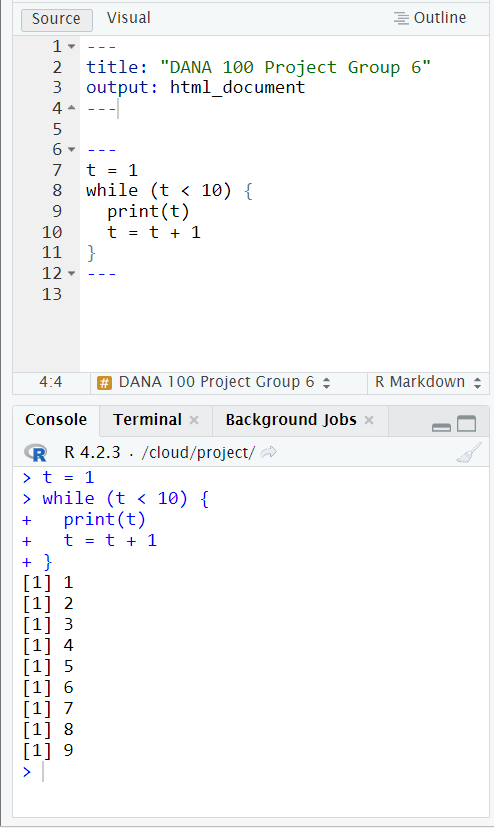 Source Visual Outline
1 ---
2 title: "DANA 100 Project Group 6"
3 output: html_document
4 ---
5
6 ---
7 t = 1
8 while (t < 10) {
9   print(t)
10   t = t + 1
11 }
12 ---
13
4:4 # DANA 100 Project Group 6 R Markdown
Console Terminal Background Jobs
R R 4.2.3 · /cloud/project/
> t = 1
> while (t < 10) {
+   print(t)
+   t = t + 1
+ }
[1] 1
[1] 2
[1] 3
[1] 4
[1] 5
[1] 6
[1] 7
[1] 8
[1] 9
>